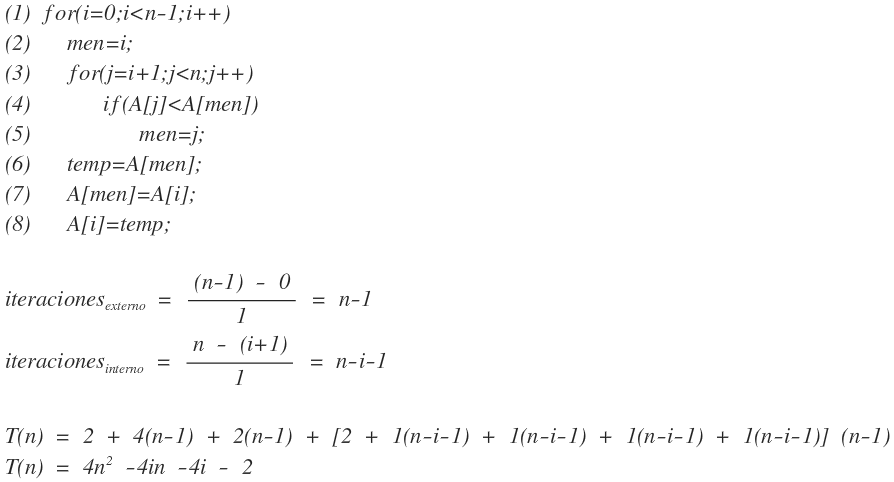 (1) for(i=0;i<n-1;i++)
(2) men=i;
(3) for(j=i+1;j<n;j++)
(4) if(A[j]<A[men])
(5) men=j;
(6) temp=A[men];
(7) A[men]=A[i];
(8) A[i]=temp;
iteraciones_externo = ((n-1) - 0)/1 = n-1
iteraciones_interno = (n - (i+1))/1 = n-i-1
T(n) = 2 + 4(n-1) + 2(n-1) + [2 + 1(n-i-1) + 1(n-i-1) + 1(n-i-1) + 1(n-i-1)] (n-1)
T(n) = 4n² -4in -4i - 2